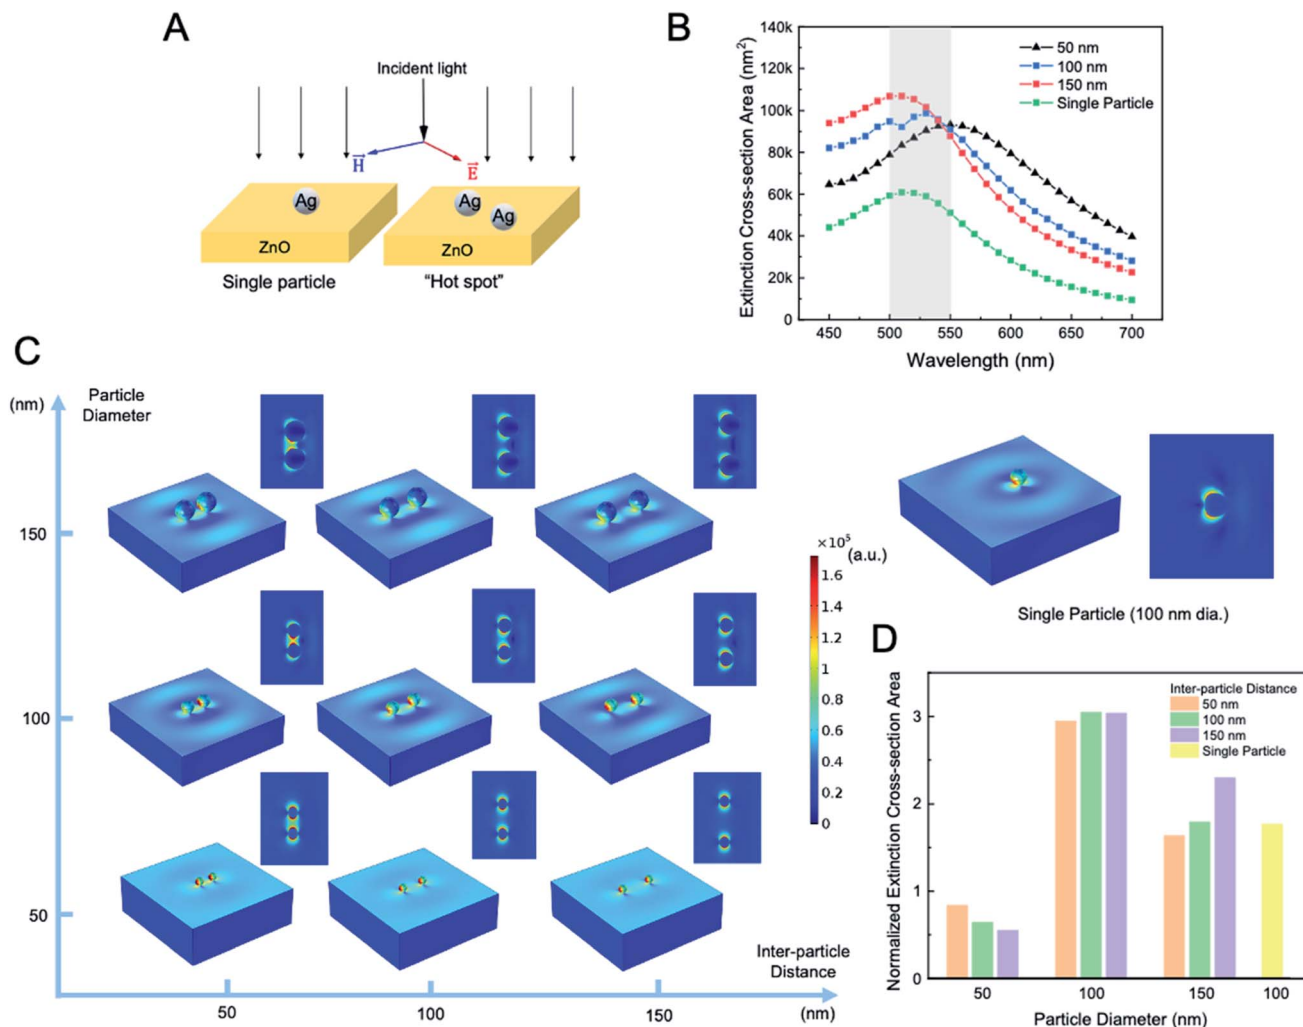 A
Incident light
H
E
Ag
Ag
Ag
ZnO
ZnO
Single particle
“Hot spot”
B
Extinction Cross-section Area (nm²)
140k
120k
100k
80k
60k
40k
20k
0
50 nm
100 nm
150 nm
Single Particle
450
500
550
600
650
700
Wavelength (nm)
C
Particle
Diameter
(nm)
150
100
50
50
100
150
(nm)
Inter-particle
Distance
×10⁵
(a.u.)
1.6
1.4
1.2
1
0.8
0.6
0.4
0.2
0
Single Particle (100 nm dia.)
D
Normalized Extinction Cross-section Area
3
2
1
0
Inter-particle Distance
50 nm
100 nm
150 nm
Single Particle
50
100
150
100
Particle Diameter (nm)